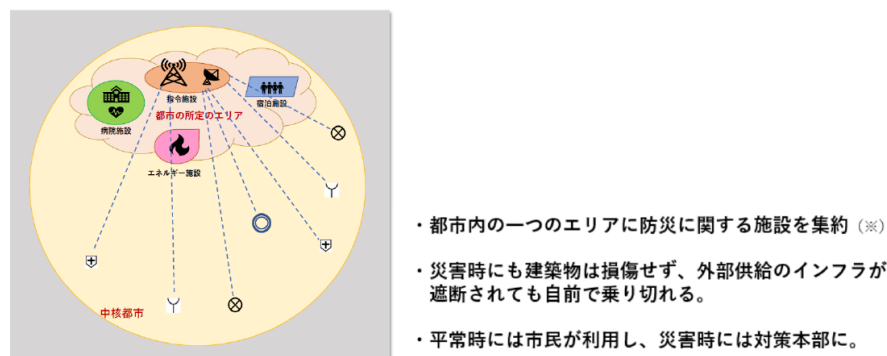 指令施設
宿泊施設
病院施設
都市の所定のエリア
エネルギー施設
中核都市
・都市内の一つのエリアに防災に関する施設を集約（※）
・災害時にも建築物は損傷せず、外部供給のインフラが
遮断されても自前で乗り切れる。
・平常時には市民が利用し、災害時には対策本部に。